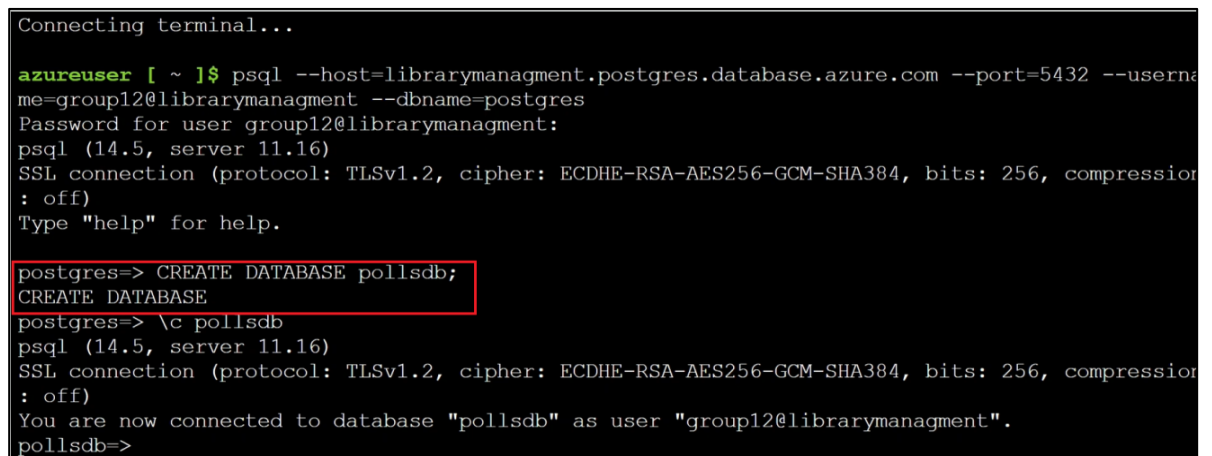 Connecting terminal...
azureuser [ ~ ]$ psql --host=librarymanagment.postgres.database.azure.com --port=5432 --userna
me=group12@librarymanagment --dbname=postgres
Password for user group12@librarymanagment:
psql (14.5, server 11.16)
SSL connection (protocol: TLSv1.2, cipher: ECDHE-RSA-AES256-GCM-SHA384, bits: 256, compression
: off)
Type "help" for help.
postgres=> CREATE DATABASE pollsdb;
CREATE DATABASE
postgres=> \c pollsdb
psql (14.5, server 11.16)
SSL connection (protocol: TLSv1.2, cipher: ECDHE-RSA-AES256-GCM-SHA384, bits: 256, compression
: off)
You are now connected to database "pollsdb" as user "group12@librarymanagment".
pollsdb=>